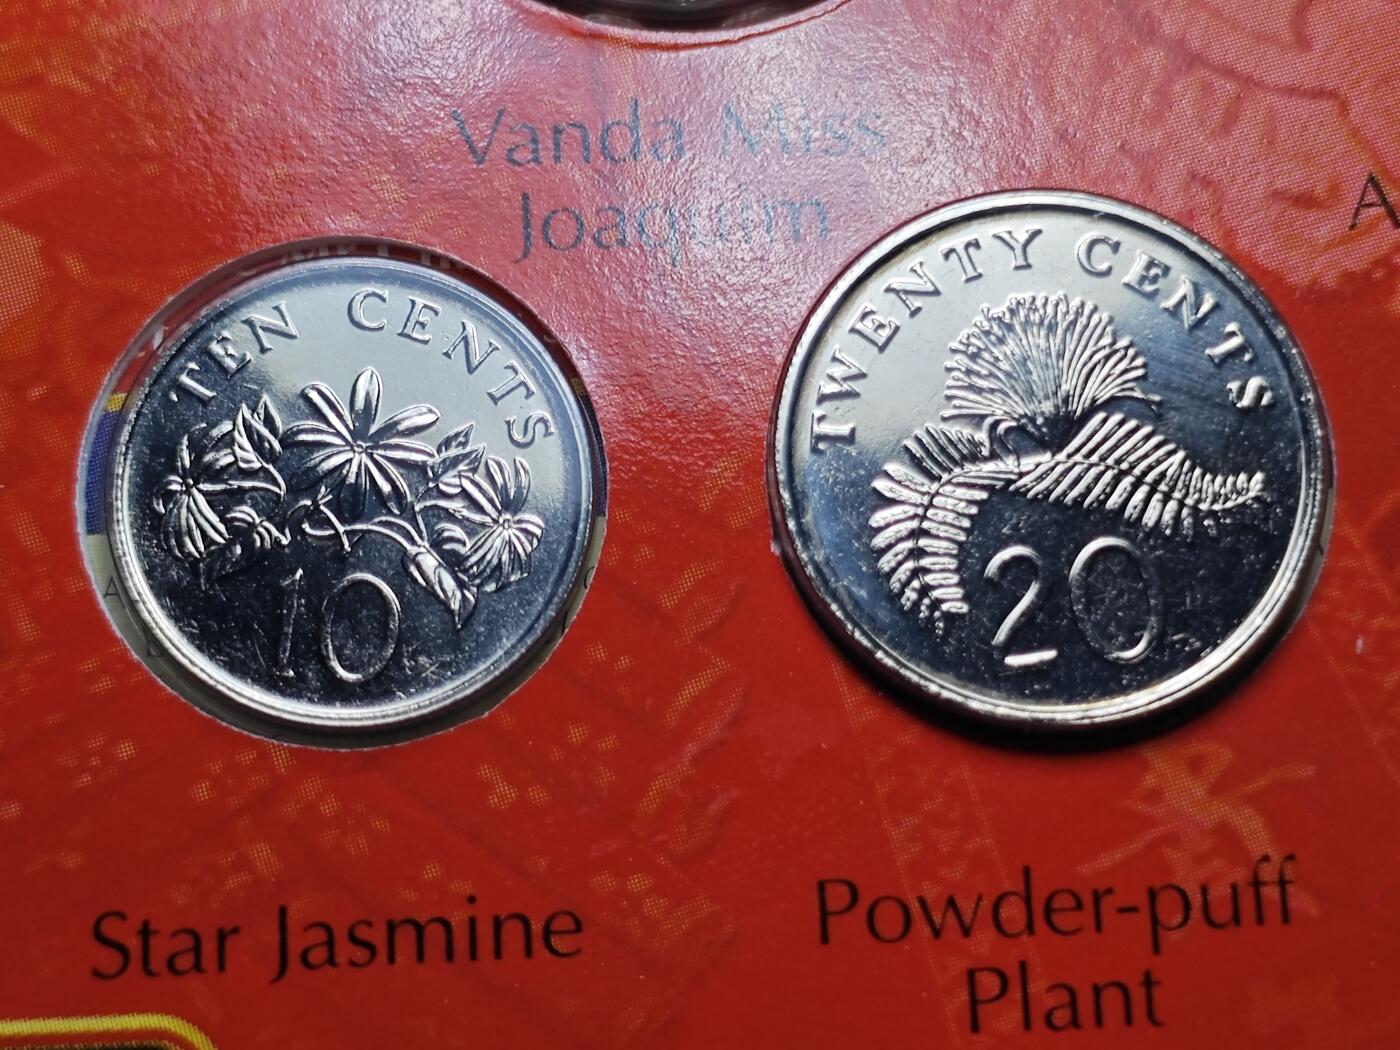 Vanda Miss
Joaquim
A
TEN CENTS
10
TWENTY CENTS
20
Star Jasmine
Powder-puff
Plant